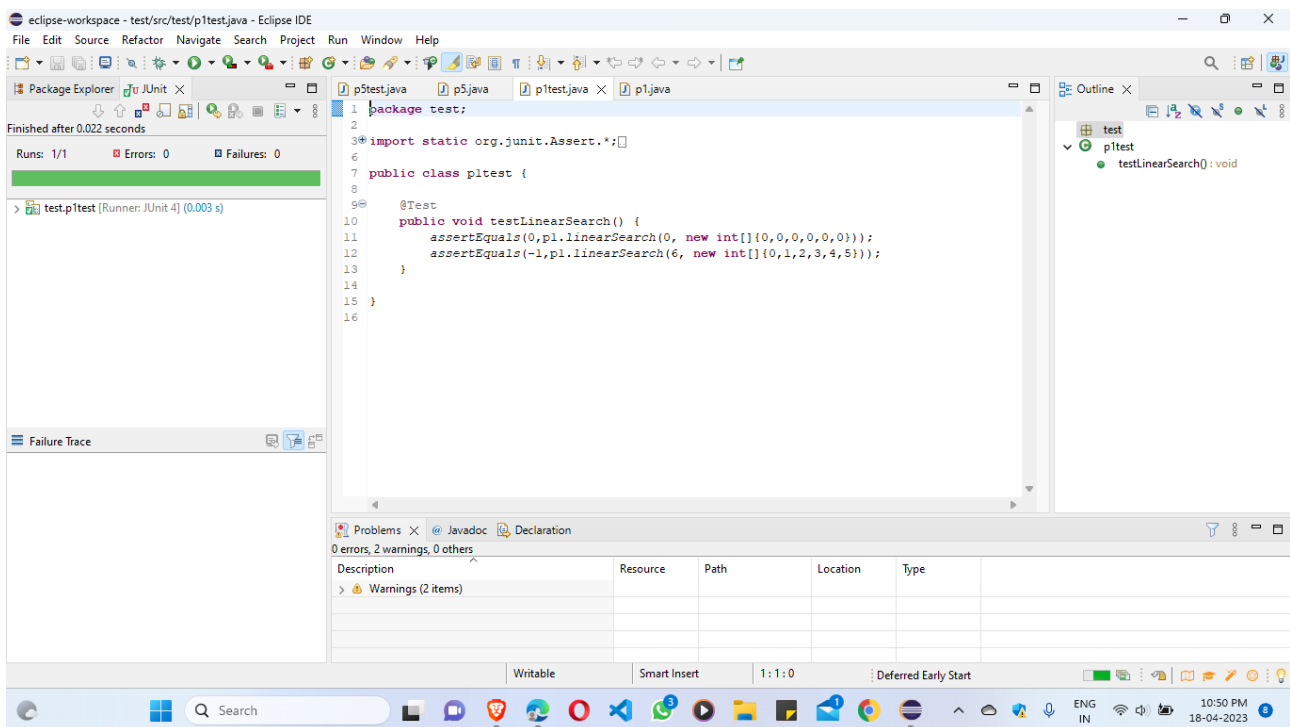 eclipse-workspace - test/src/test/p1test.java - Eclipse IDE
File Edit Source Refactor Navigate Search Project Run Window Help
Package Explorer JUnit
Finished after 0.022 seconds
Runs: 1/1 Errors: 0 Failures: 0
test.p1test [Runner: JUnit 4] (0.003 s)
Failure Trace
p5test.java p5.java p1test.java p1.java
1 package test;
2
3 import static org.junit.Assert.*;
6
7 public class p1test {
8
9 @Test
10 public void testLinearSearch() {
11 assertEquals(0,p1.linearSearch(0, new int[]{0,0,0,0,0,0}));
12 assertEquals(-1,p1.linearSearch(6, new int[]{0,1,2,3,4,5}));
13 }
14
15 }
16
Outline
test
p1test
testLinearSearch() : void
Problems @ Javadoc Declaration
0 errors, 2 warnings, 0 others
Description Resource Path Location Type
Warnings (2 items)
Writable Smart Insert 1 : 1 : 0 Deferred Early Start
Search
3
1
ENG
IN
10:50 PM
18-04-2023
8